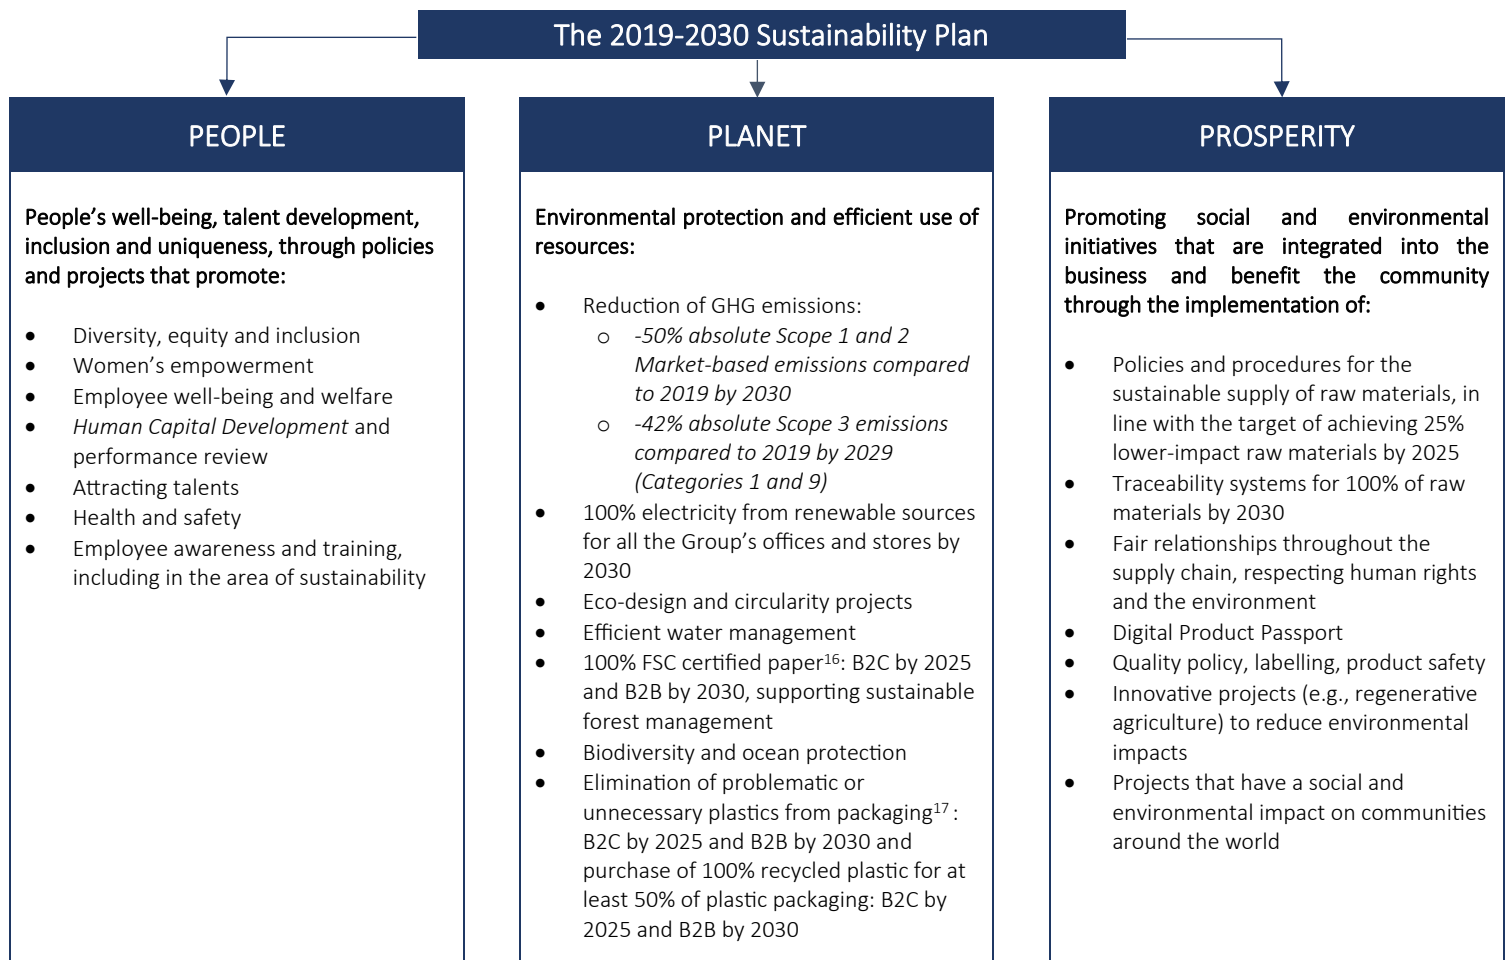 The 2019-2030 Sustainability Plan
PEOPLE
People's well-being, talent development,
inclusion and uniqueness, through policies
and projects that promote:
• Diversity, equity and inclusion
• Women's empowerment
• Employee well-being and welfare
• Human Capital Development and
performance review
• Attracting talents
• Health and safety
• Employee awareness and training,
including in the area of sustainability
PLANET
Environmental protection and efficient use of
resources:
• Reduction of GHG emissions:
o -50% absolute Scope 1 and 2
Market-based emissions compared
to 2019 by 2030
o -42% absolute Scope 3 emissions
compared to 2019 by 2029
(Categories 1 and 9)
• 100% electricity from renewable sources
for all the Group's offices and stores by
2030
• Eco-design and circularity projects
• Efficient water management
• 100% FSC certified paper16: B2C by 2025
and B2B by 2030, supporting sustainable
forest management
• Biodiversity and ocean protection
• Elimination of problematic or
unnecessary plastics from packaging17 :
B2C by 2025 and B2B by 2030 and
purchase of 100% recycled plastic for at
least 50% of plastic packaging: B2C by
2025 and B2B by 2030
PROSPERITY
Promoting social and environmental
initiatives that are integrated into the
business and benefit the community
through the implementation of:
• Policies and procedures for the
sustainable supply of raw materials, in
line with the target of achieving 25%
lower-impact raw materials by 2025
• Traceability systems for 100% of raw
materials by 2030
• Fair relationships throughout the
supply chain, respecting human rights
and the environment
• Digital Product Passport
• Quality policy, labelling, product safety
• Innovative projects (e.g., regenerative
agriculture) to reduce environmental
impacts
• Projects that have a social and
environmental impact on communities
around the world